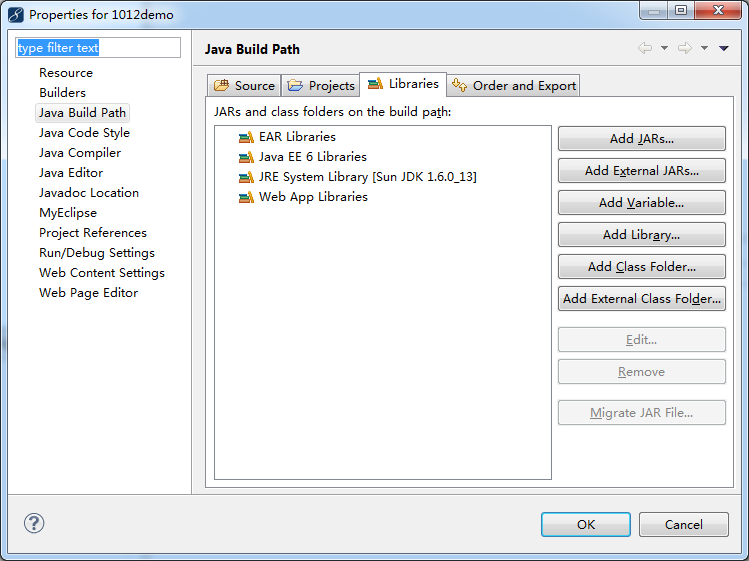 Properties for 1012demo
type filter text
Resource
Builders
Java Build Path
Java Code Style
Java Compiler
Java Editor
Javadoc Location
MyEclipse
Project References
Run/Debug Settings
Web Content Settings
Web Page Editor
Java Build Path
Source Projects Libraries Order and Export
JARs and class folders on the build path:
EAR Libraries
Java EE 6 Libraries
JRE System Library [Sun JDK 1.6.0_13]
Web App Libraries
Add JARs...
Add External JARs...
Add Variable...
Add Library...
Add Class Folder...
Add External Class Folder...
Edit...
Remove
Migrate JAR File...
?
OK Cancel